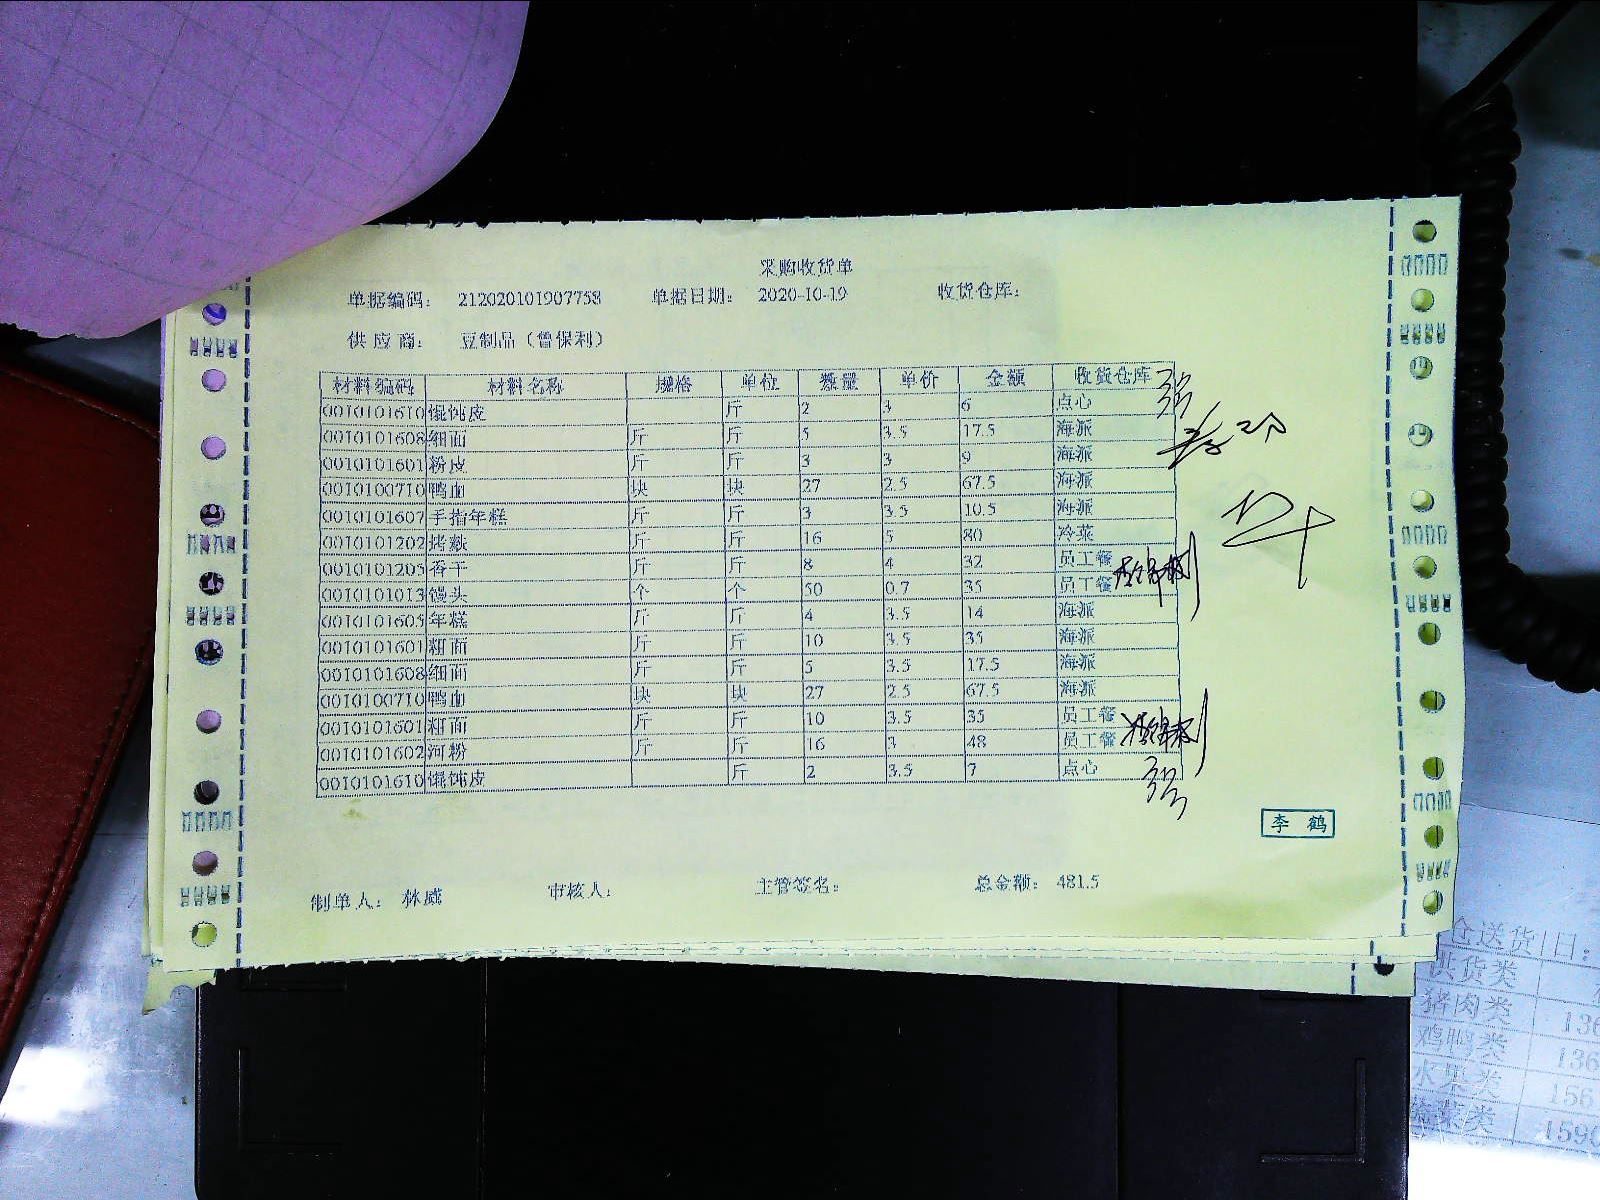 采购收货单
单据编码： 212020101907758 单据日期： 2020-10-19 收货仓库：
供应商： 豆制品（曾保利）
材料编码 材料名称 规格 单位 数量 单价 金额 收货仓库
0010101610 馄饨皮 斤 2 3 6 点心
0010101608 细面 斤 斤 5 3.5 17.5 海派
0010101601 粉皮 斤 斤 3 3 9 海派
0010100710 鸭血 块 块 27 2.5 67.5 海派
0010101607 手指年糕 斤 斤 3 3.5 10.5 海派
0010101202 烤麸 斤 斤 16 5 80 冷菜
0010101205 香干 斤 斤 8 4 32 员工餐
0010101013 馒头 个 个 50 0.7 35 员工餐
0010101605 年糕 斤 斤 4 3.5 14 海派
0010101601 粗面 斤 斤 10 3.5 35 海派
0010101608 细面 斤 斤 5 3.5 17.5 海派
0010100710 鸭血 块 块 27 2.5 67.5 海派
0010101601 粗面 斤 斤 10 3.5 35 员工餐
0010101602 河粉 斤 斤 16 3 48 员工餐
0010101610 馄饨皮 斤 2 3.5 7 点心
李 鹤
制单人： 林威 审核人： 主管签名： 总金额： 481.5
仓送货 日：
供货类
猪肉类 136
鸡鸭类 136
水果类 156
蔬菜类 1590